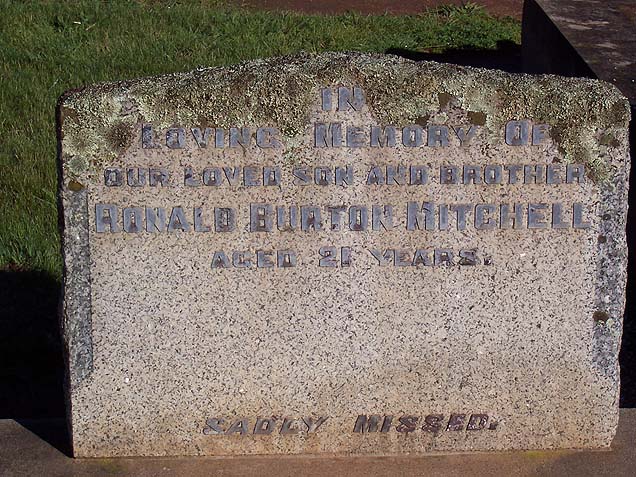 IN
LOVING MEMORY OF
OUR LOVED SON AND BROTHER
RONALD BURTON MITCHELL
AGED 21 YEARS.
SADLY MISSED.